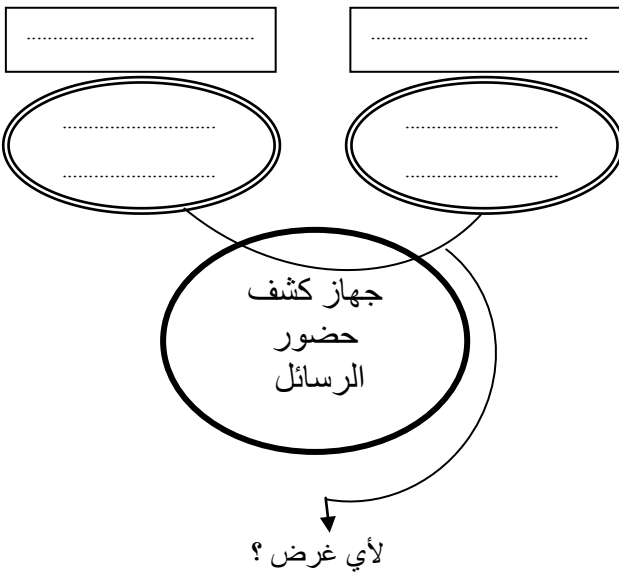 جهاز كشف
حضور
الرسائل
لأي غرض ؟